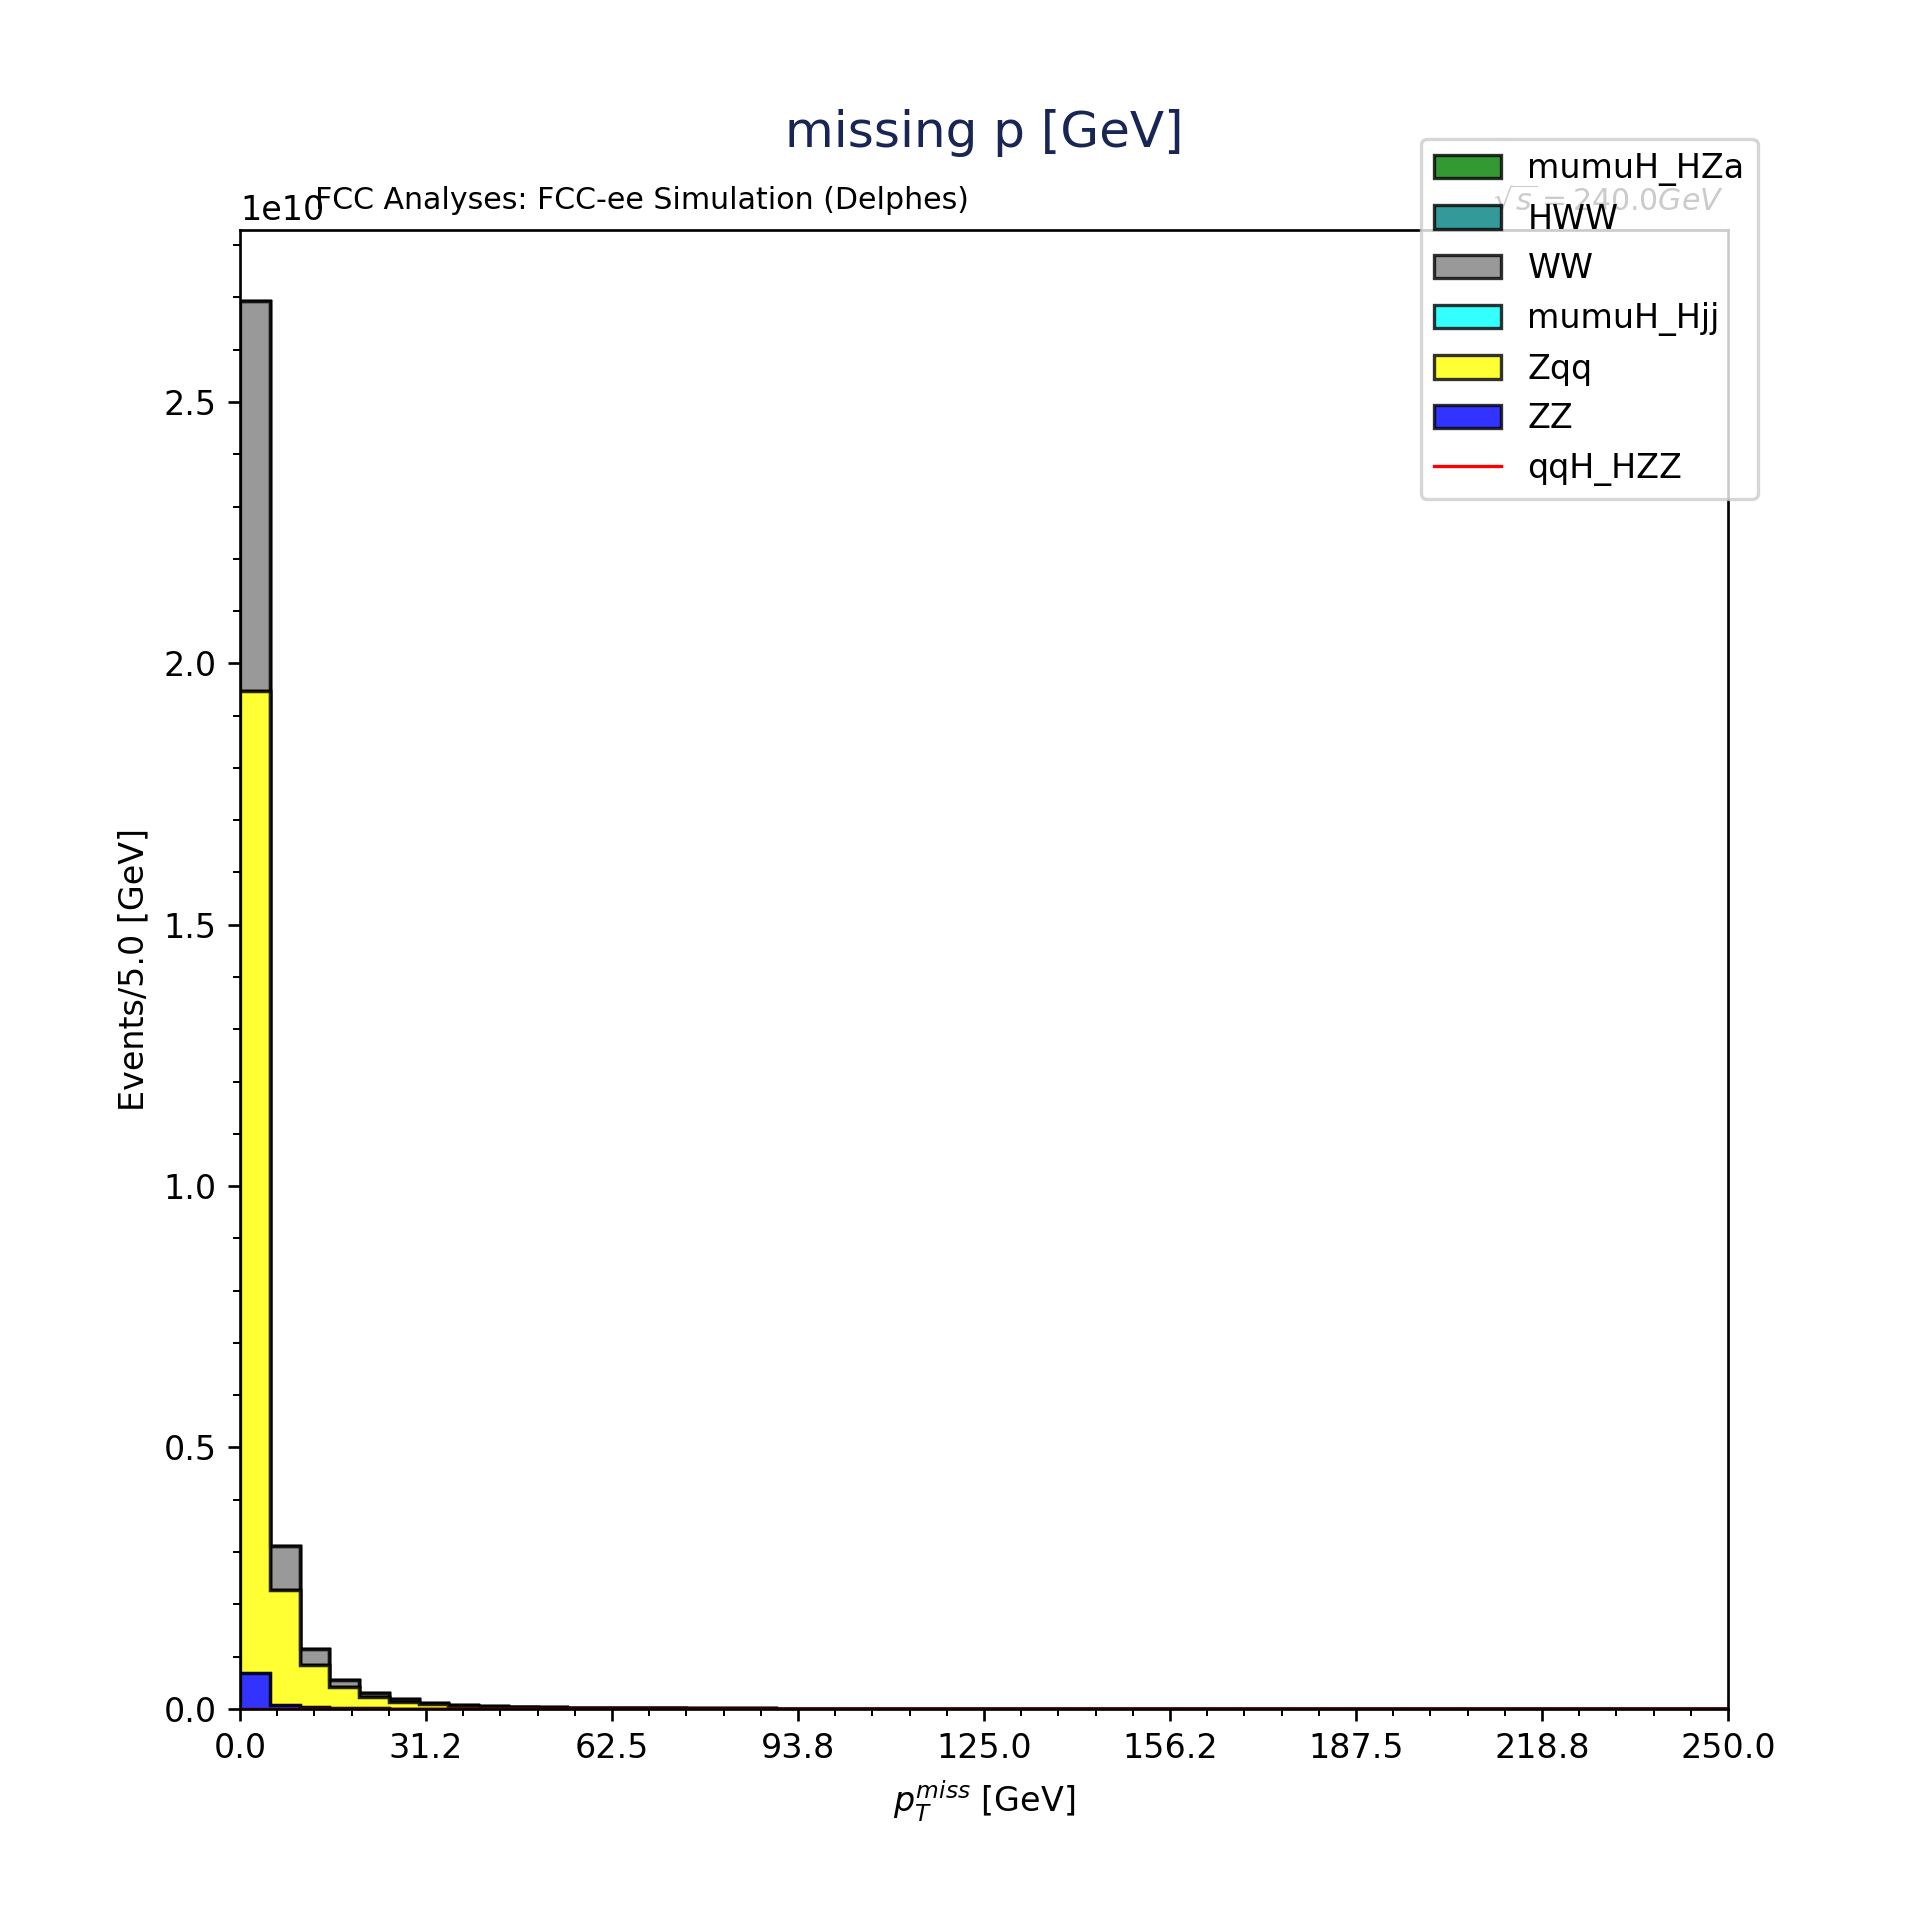 missing p [GeV]
1e10
FCC Analyses: FCC-ee Simulation (Delphes)
√s = 240.0GeV
mumuH_HZa
HWW
WW
mumuH_Hjj
Zqq
ZZ
qqH_HZZ
Events/5.0 [GeV]
2.5
2.0
1.5
1.0
0.5
0.0
0.0 31.2 62.5 93.8 125.0 156.2 187.5 218.8 250.0
p_T^miss [GeV]